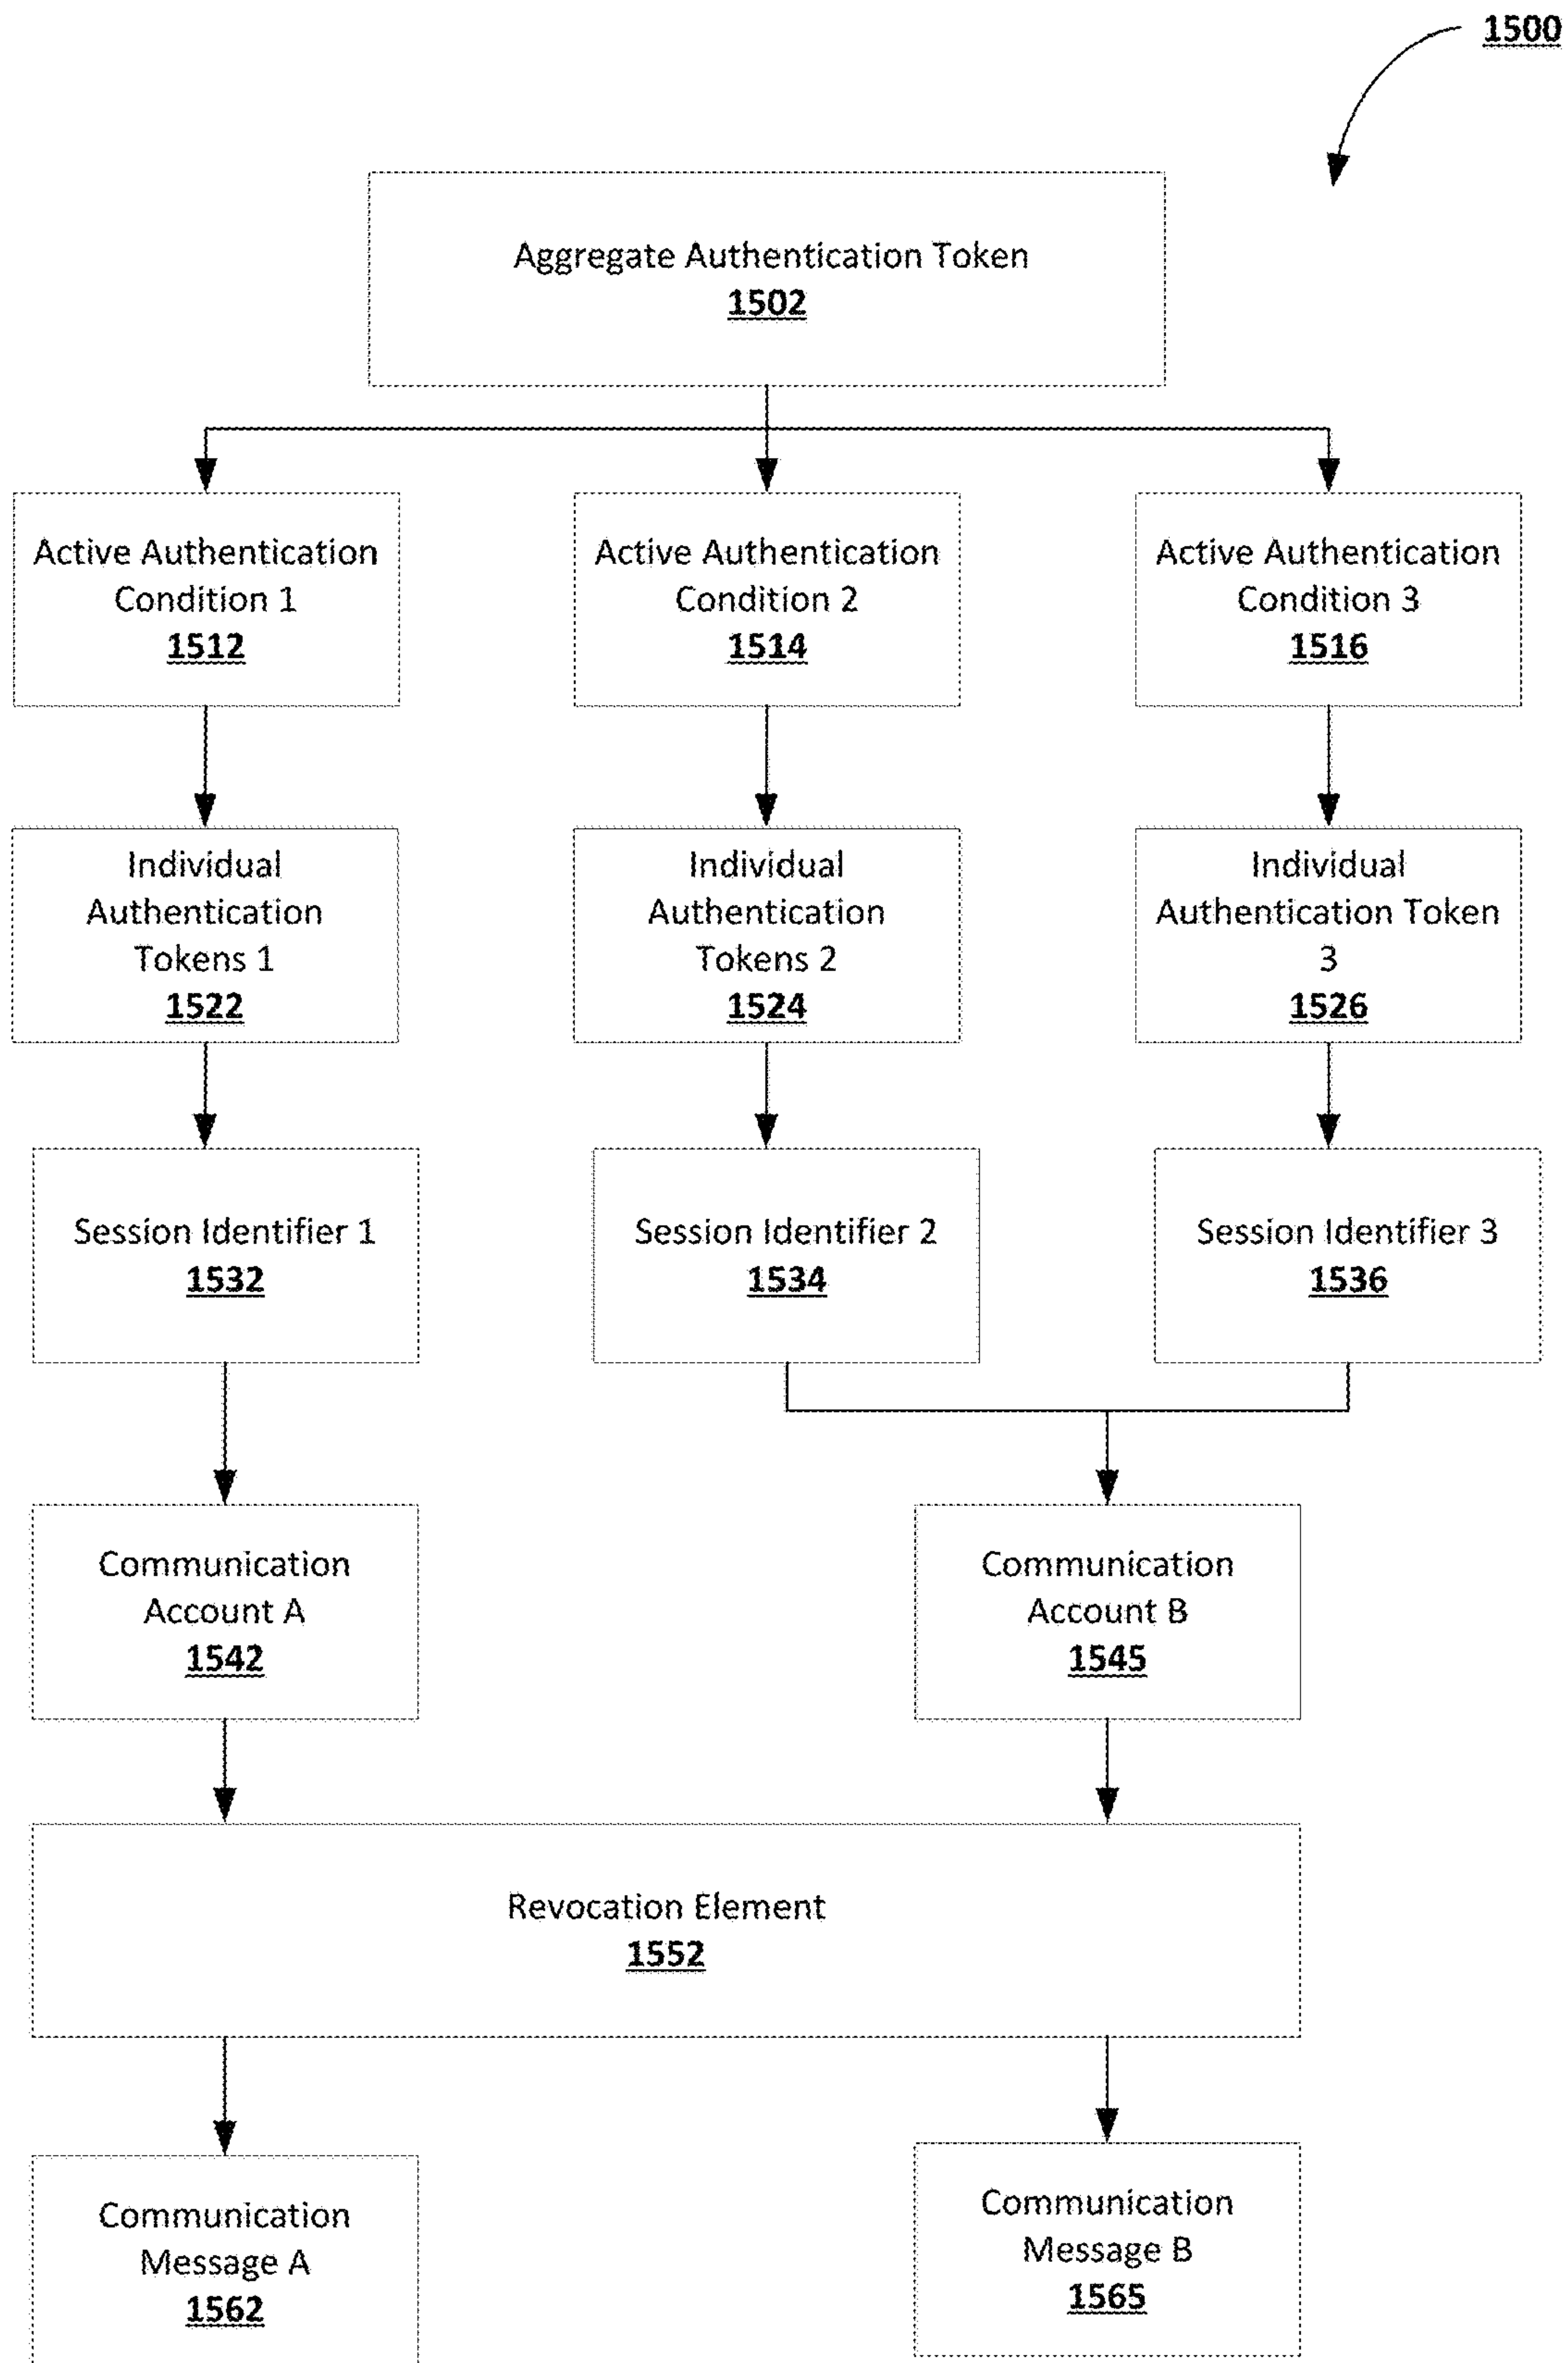 1500
Aggregate Authentication Token
1502
Active Authentication
Condition 1
1512
Active Authentication
Condition 2
1514
Active Authentication
Condition 3
1516
Individual
Authentication
Tokens 1
1522
Individual
Authentication
Tokens 2
1524
Individual
Authentication Token
3
1526
Session Identifier 1
1532
Session Identifier 2
1534
Session Identifier 3
1536
Communication
Account A
1542
Communication
Account B
1545
Revocation Element
1552
Communication
Message A
1562
Communication
Message B
1565